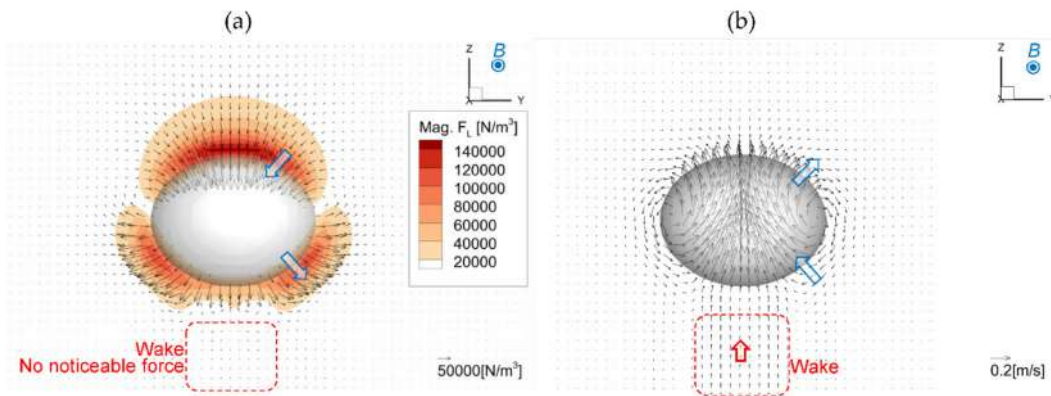 (a)
(b)
Z
B
X
Y
Mag. F_L [N/m³]
140000
120000
100000
80000
60000
40000
20000
Wake
No noticeable force
50000[N/m³]
Z
B
X
Y
Wake
0.2[m/s]